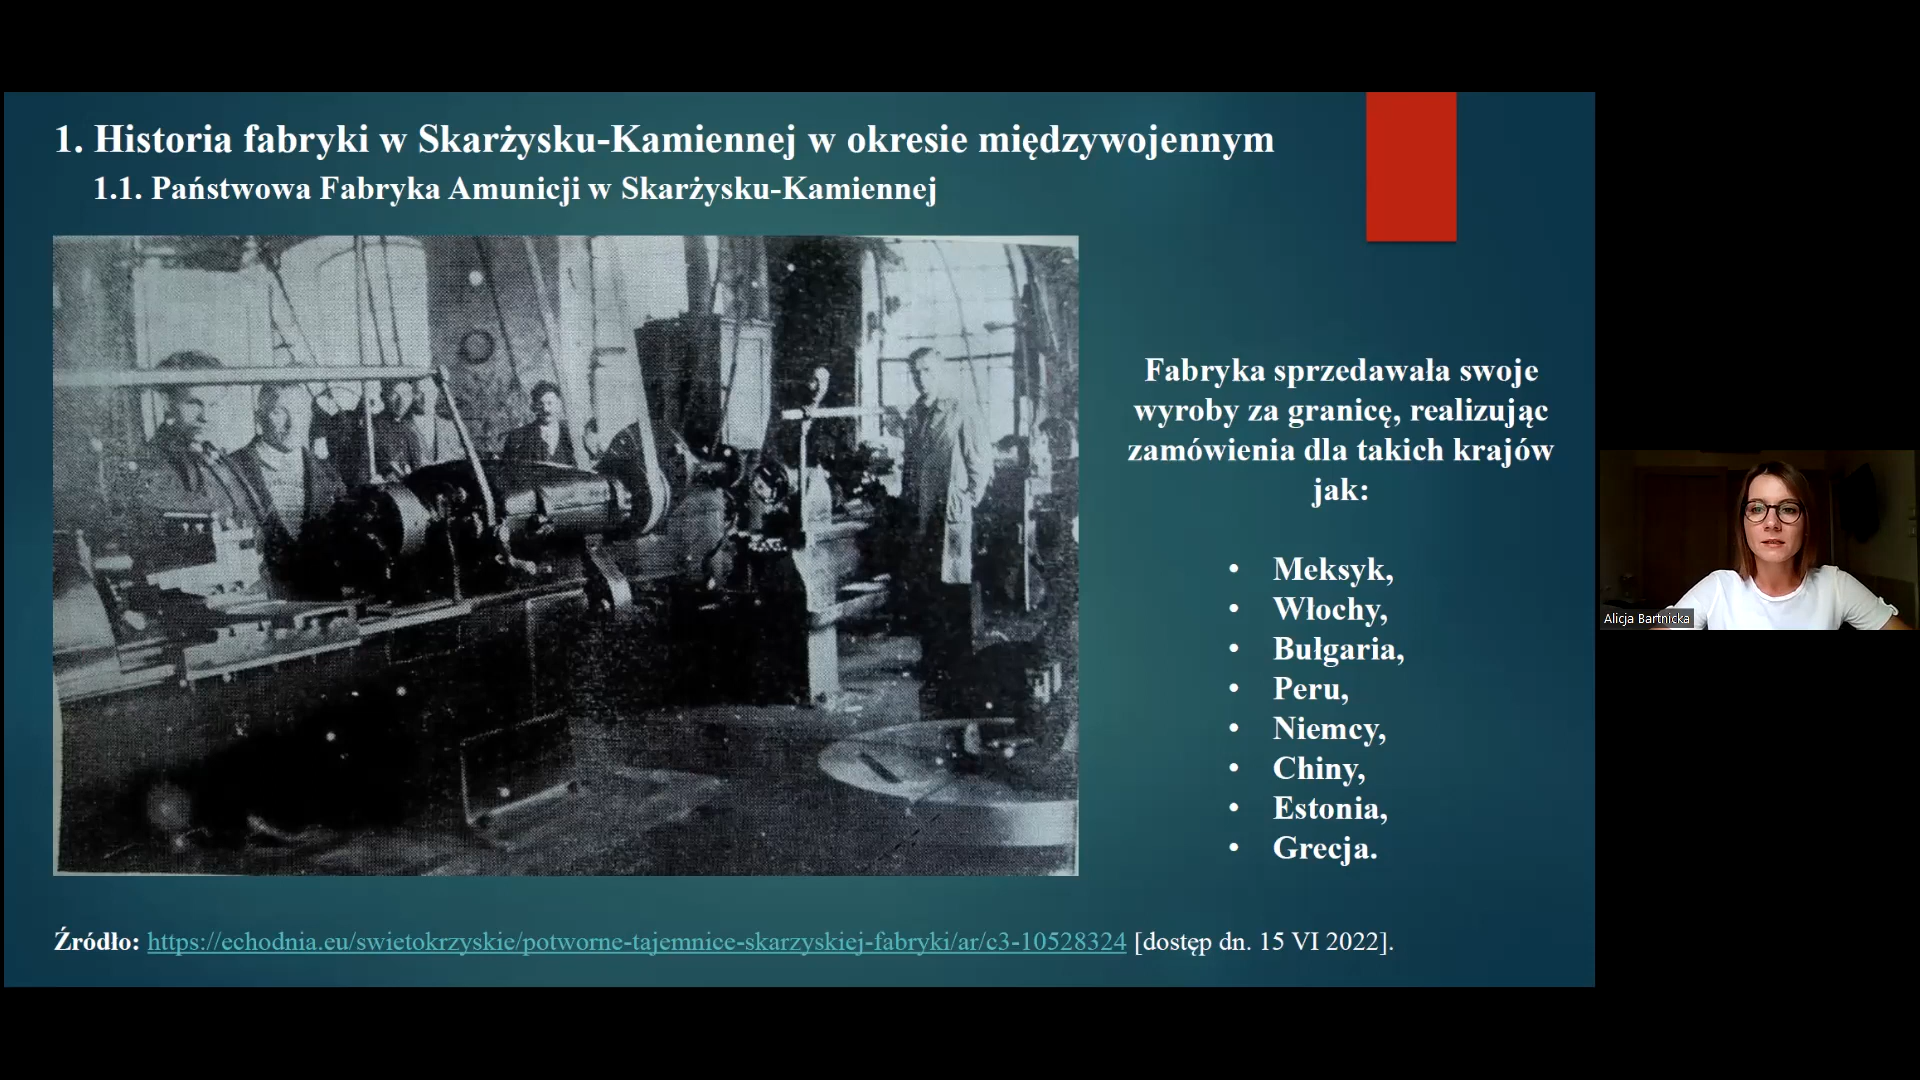 1. Historia fabryki w Skarżysku-Kamiennej w okresie międzywojennym
1.1. Państwowa Fabryka Amunicji w Skarżysku-Kamiennej
Fabryka sprzedawała swoje
wyroby za granicę, realizując
zamówienia dla takich krajów
jak:
• Meksyk,
• Włochy,
• Bułgaria,
• Peru,
• Niemcy,
• Chiny,
• Estonia,
• Grecja.
Alicja Bartnicka
Źródło: https://echodnia.eu/swietokrzyskie/potworne-tajemnice-skarzyskiej-fabryki/ar/c3-10528324 [dostęp dn. 15 VI 2022].